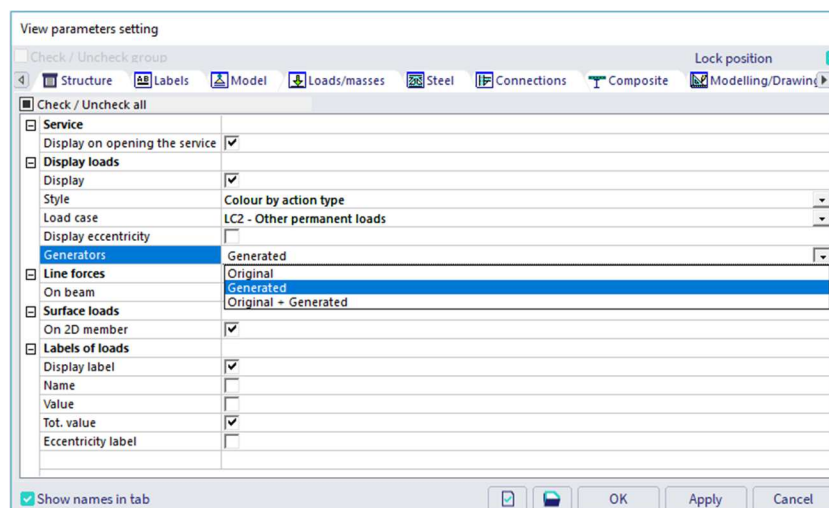 View parameters setting
Check / Uncheck group
Lock position
Structure Labels Model Loads/masses Steel Connections Composite Modelling/Drawing
Check / Uncheck all
Service
Display on opening the service
Display loads
Display
Style Colour by action type
Load case LC2 - Other permanent loads
Display eccentricity
Generators Generated
Line forces Original
On beam Generated
Surface loads Original + Generated
On 2D member
Labels of loads
Display label
Name
Value
Tot. value
Eccentricity label
Show names in tab OK Apply Cancel